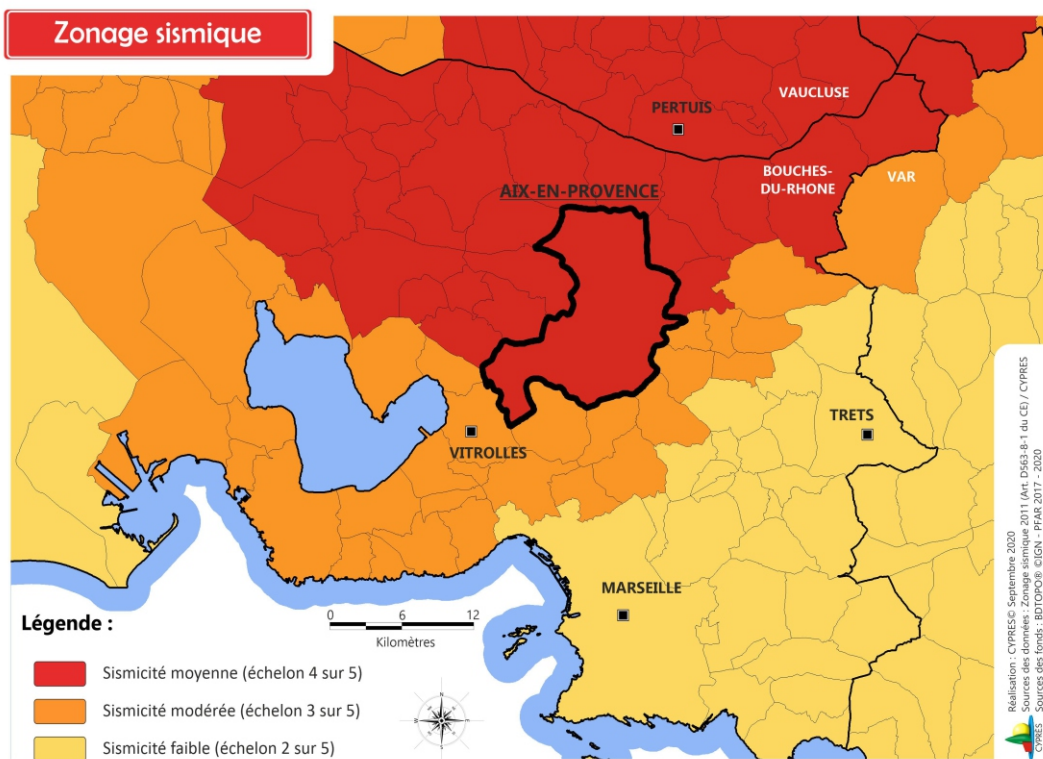 Zonage sismique
VAUCLUSE
PERTUIS
BOUCHES-
DU-RHONE
VAR
AIX-EN-PROVENCE
TRETS
VITROLLES
MARSEILLE
Légende :
0 6 12
Kilomètres
Sismicité moyenne (échelon 4 sur 5)
Sismicité modérée (échelon 3 sur 5)
Sismicité faible (échelon 2 sur 5)
N
Réalisation : CYPRES© Septembre 2020
Sources des données : Zonage sismique 2011 (Art. D563-8-1 du CE) / CYPRES
Sources des fonds : BDTOPO® ©IGN - PFAR 2017 - 2020
CYPRES